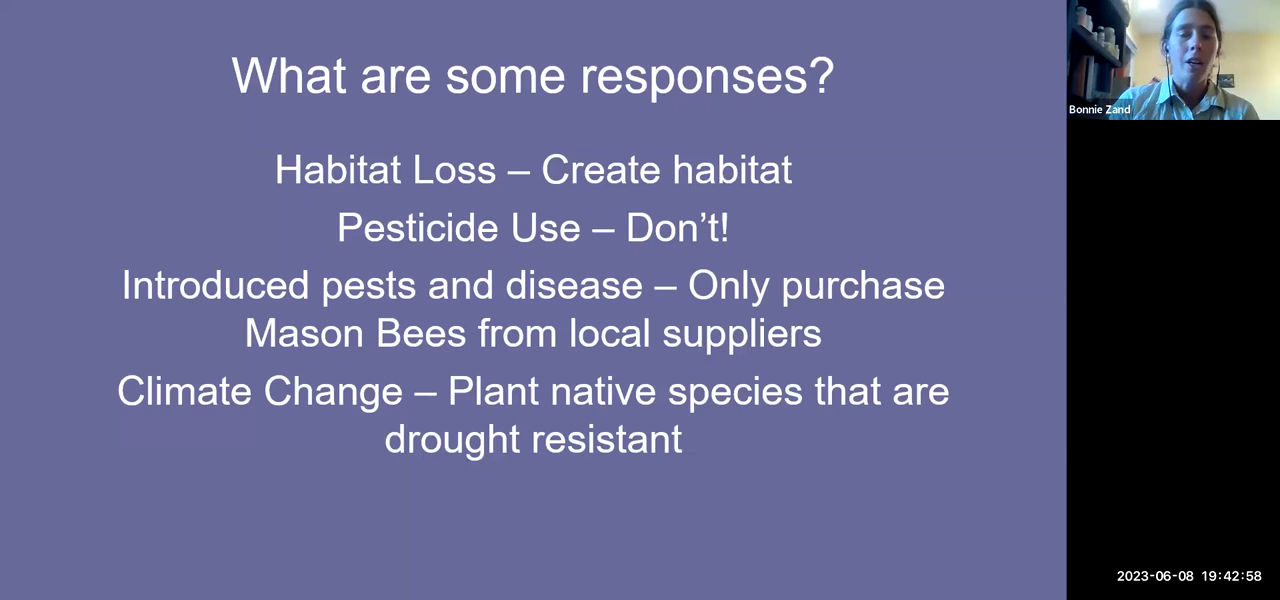 What are some responses?
Habitat Loss – Create habitat
Pesticide Use – Don’t!
Introduced pests and disease – Only purchase
Mason Bees from local suppliers
Climate Change – Plant native species that are
drought resistant
Bonnie Zand
2023-06-08 19:42:58